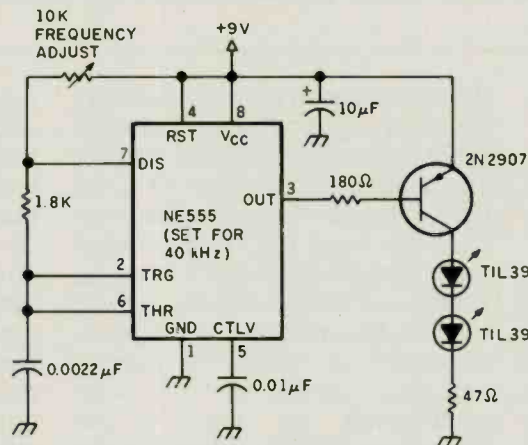 10K
FREQUENCY
ADJUST
+9V
4
8
RST
VCC
+
10µF
7
DIS
2N2907
1.8K
OUT
3
180Ω
NE555
(SET FOR
40 kHz)
2
TRG
TIL39
6
THR
GND
CTLV
TIL39
1
5
0.0022µF
0.01µF
47Ω